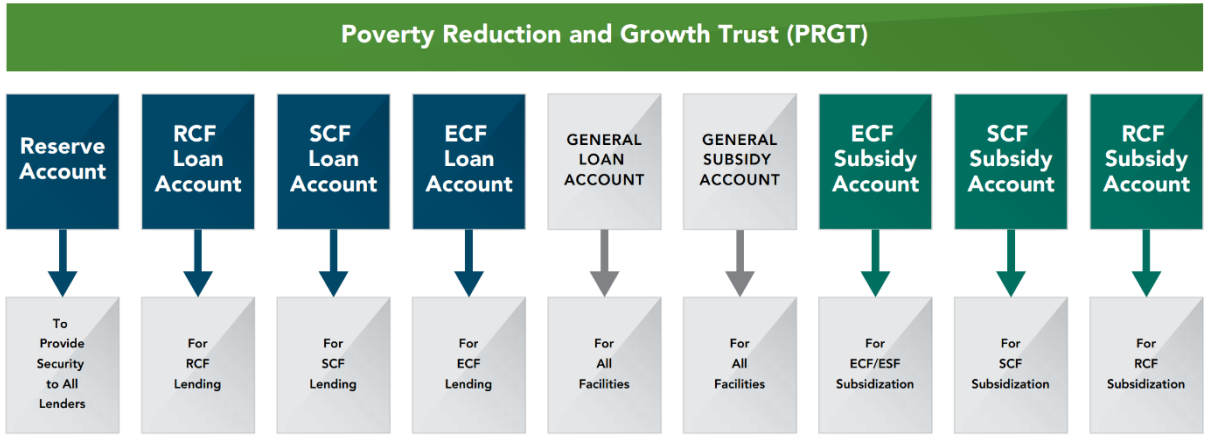 Poverty Reduction and Growth Trust (PRGT)
Reserve
Account
RCF
Loan
Account
SCF
Loan
Account
ECF
Loan
Account
GENERAL
LOAN
ACCOUNT
GENERAL
SUBSIDY
ACCOUNT
ECF
Subsidy
Account
SCF
Subsidy
Account
RCF
Subsidy
Account
To
Provide
Security
to All
Lenders
For
RCF
Lending
For
SCF
Lending
For
ECF
Lending
For
All
Facilities
For
All
Facilities
For
ECF/ESF
Subsidization
For
SCF
Subsidization
For
RCF
Subsidization